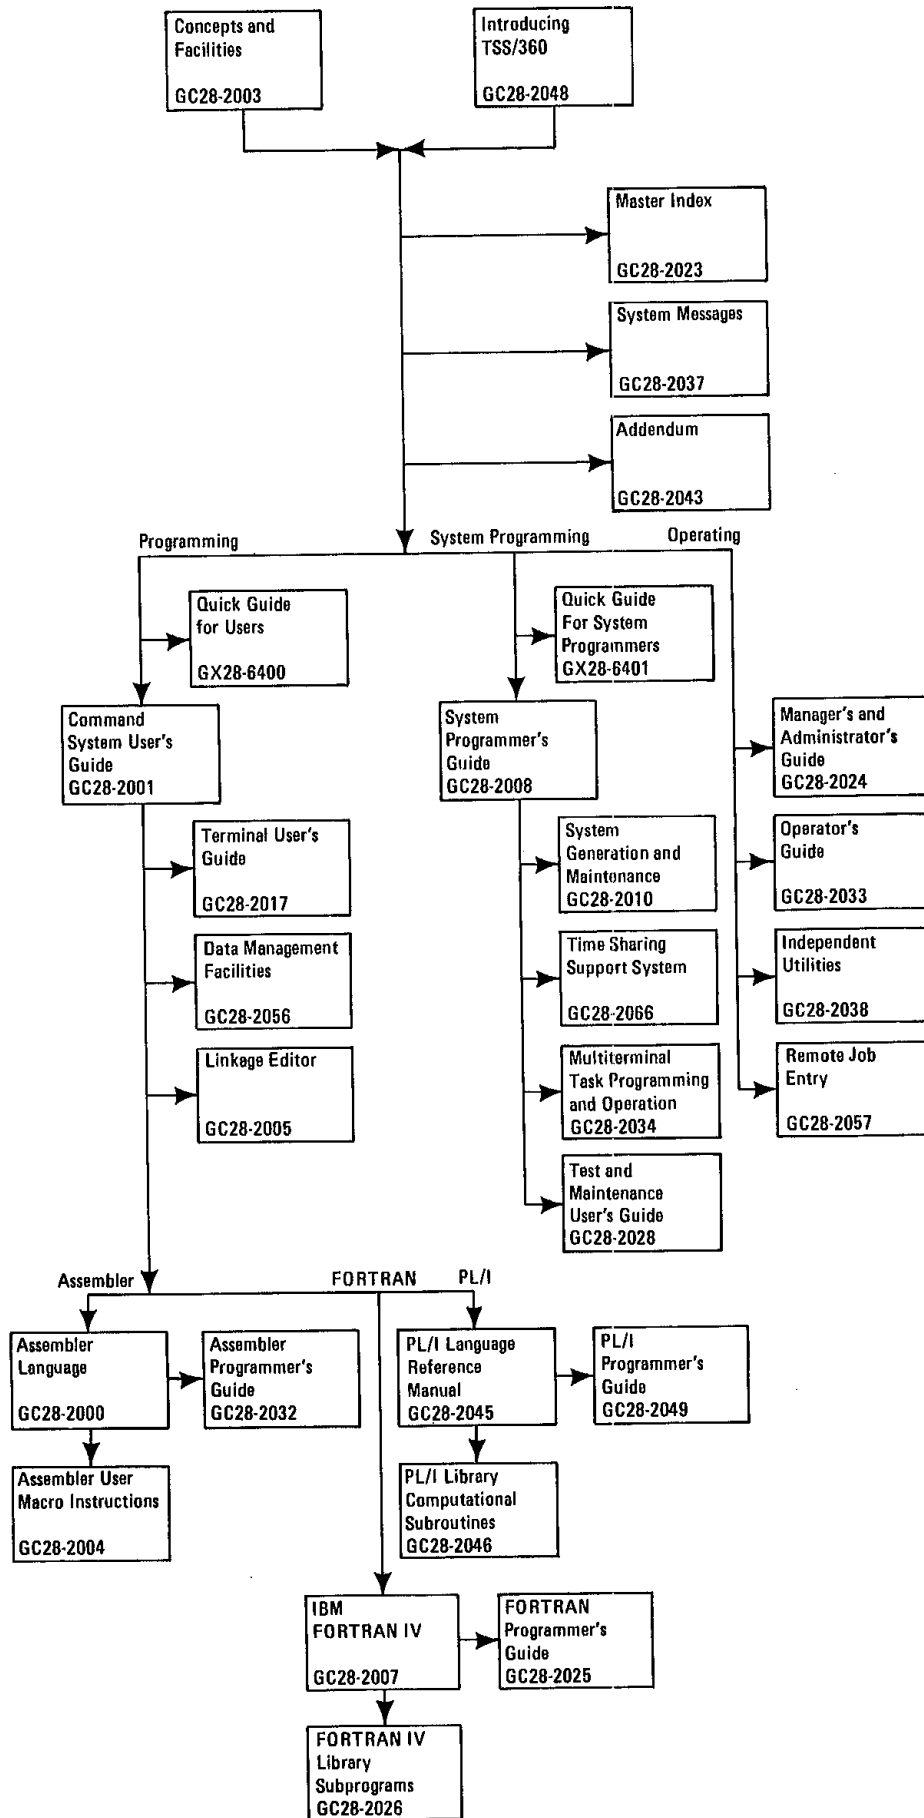 Concepts and
Facilities
GC28-2003
Introducing
TSS/360
GC28-2048
Master Index
GC28-2023
System Messages
GC28-2037
Addendum
GC28-2043
Programming
System Programming
Operating
Quick Guide
for Users
GX28-6400
Command
System User's
Guide
GC28-2001
Terminal User's
Guide
GC28-2017
Data Management
Facilities
GC28-2056
Linkage Editor
GC28-2005
Quick Guide
For System
Programmers
GX28-6401
System
Programmer's
Guide
GC28-2008
System
Generation and
Maintenance
GC28-2010
Time Sharing
Support System
GC28-2066
Multiterminal
Task Programming
and Operation
GC28-2034
Test and
Maintenance
User's Guide
GC28-2028
Manager's and
Administrator's
Guide
GC28-2024
Operator's
Guide
GC28-2033
Independent
Utilities
GC28-2038
Remote Job
Entry
GC28-2057
Assembler
FORTRAN
PL/I
Assembler
Language
GC28-2000
Assembler
Programmer's
Guide
GC28-2032
Assembler User
Macro Instructions
GC28-2004
PL/I Language
Reference
Manual
GC28-2045
PL/I
Programmer's
Guide
GC28-2049
PL/I Library
Computational
Subroutines
GC28-2046
IBM
FORTRAN IV
GC28-2007
FORTRAN
Programmer's
Guide
GC28-2025
FORTRAN IV
Library
Subprograms
GC28-2026